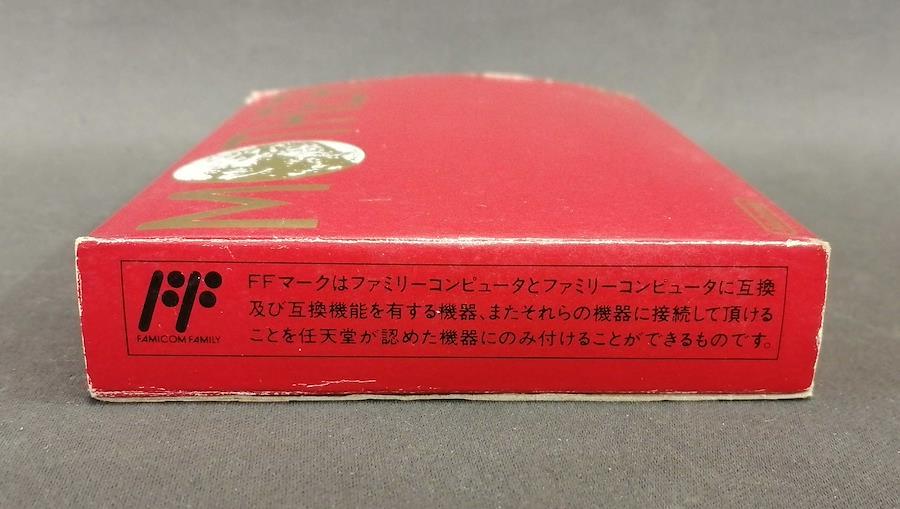 MOTHER
FFマークはファミリーコンピュータとファミリーコンピュータに互換
及び互換機能を有する機器、またそれらの機器に接続して頂ける
ことを任天堂が認めた機器にのみ付けることができるものです。
FF
FAMICOM FAMILY